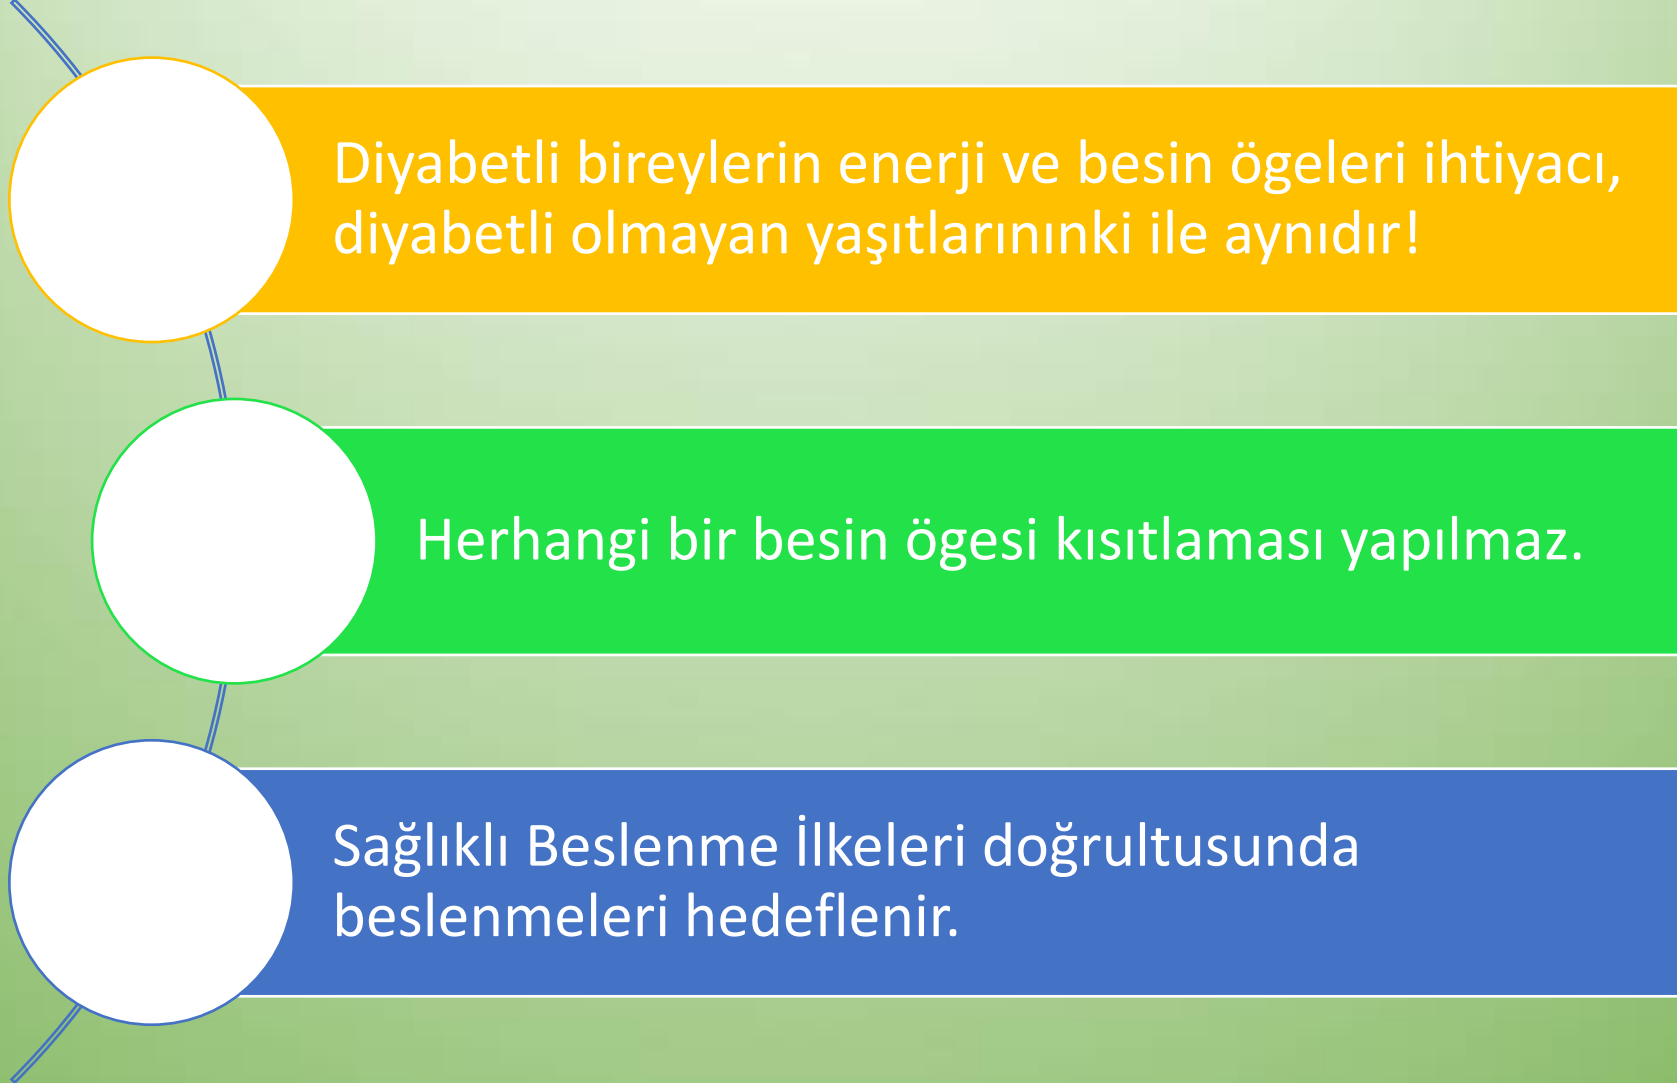 Diyabetli bireylerin enerji ve besin ögeleri ihtiyacı,
diyabetli olmayan yaşıtlarınınki ile aynıdır!
Herhangi bir besin ögesi kısıtlaması yapılmaz.
Sağlıklı Beslenme İlkeleri doğrultusunda
beslenmeleri hedeflenir.